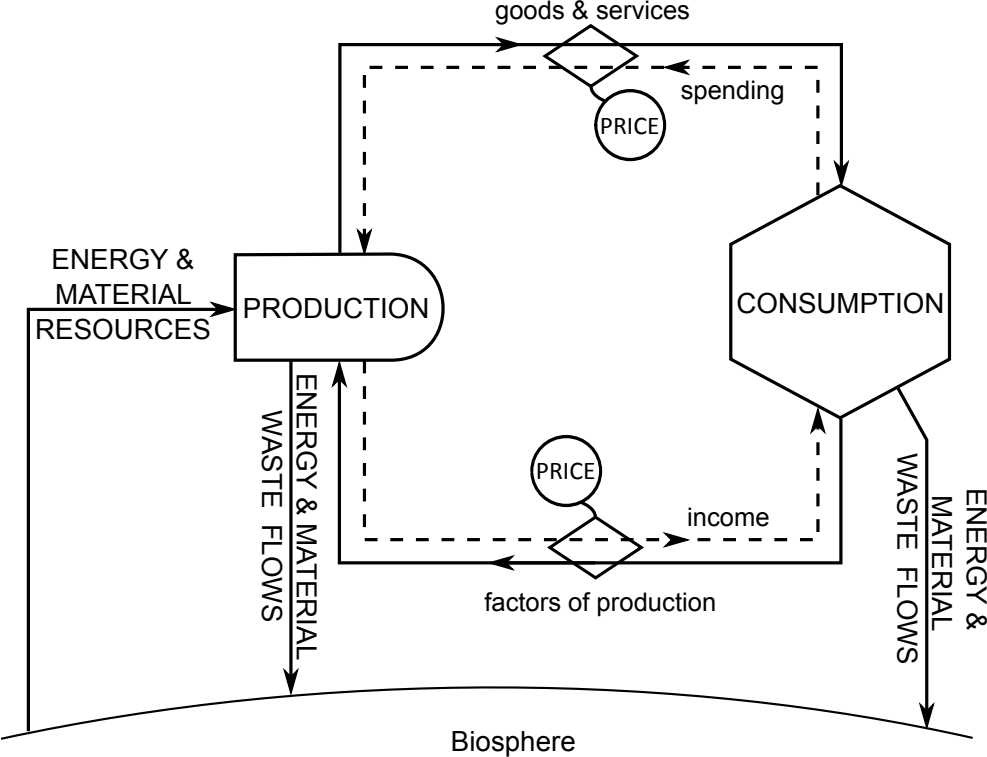 goods & services
spending
PRICE
ENERGY &
MATERIAL
RESOURCES
PRODUCTION
CONSUMPTION
ENERGY & MATERIAL
WASTE FLOWS
PRICE
income
factors of production
ENERGY &
MATERIAL
WASTE FLOWS
Biosphere